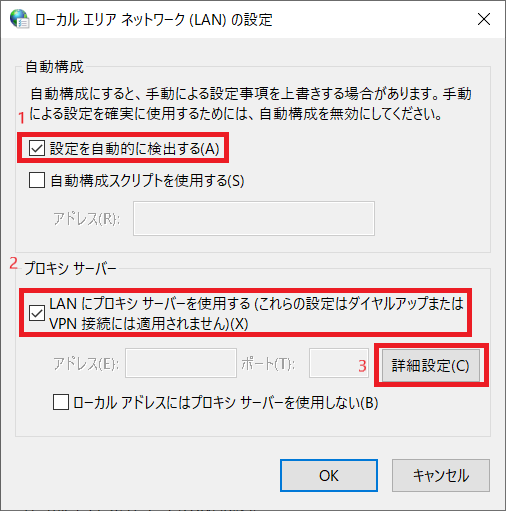 ローカル エリア ネットワーク (LAN) の設定
自動構成
自動構成にすると、手動による設定事項を上書きする場合があります。手動
による設定を確実に使用するためには、自動構成を無効にしてください。
1
設定を自動的に検出する(A)
自動構成スクリプトを使用する(S)
アドレス(R):
2
プロキシ サーバー
LAN にプロキシ サーバーを使用する (これらの設定はダイヤルアップまたは
VPN 接続には適用されません)(X)
アドレス(E): ポート(T): 3 詳細設定(C)
ローカル アドレスにはプロキシ サーバーを使用しない(B)
OK キャンセル